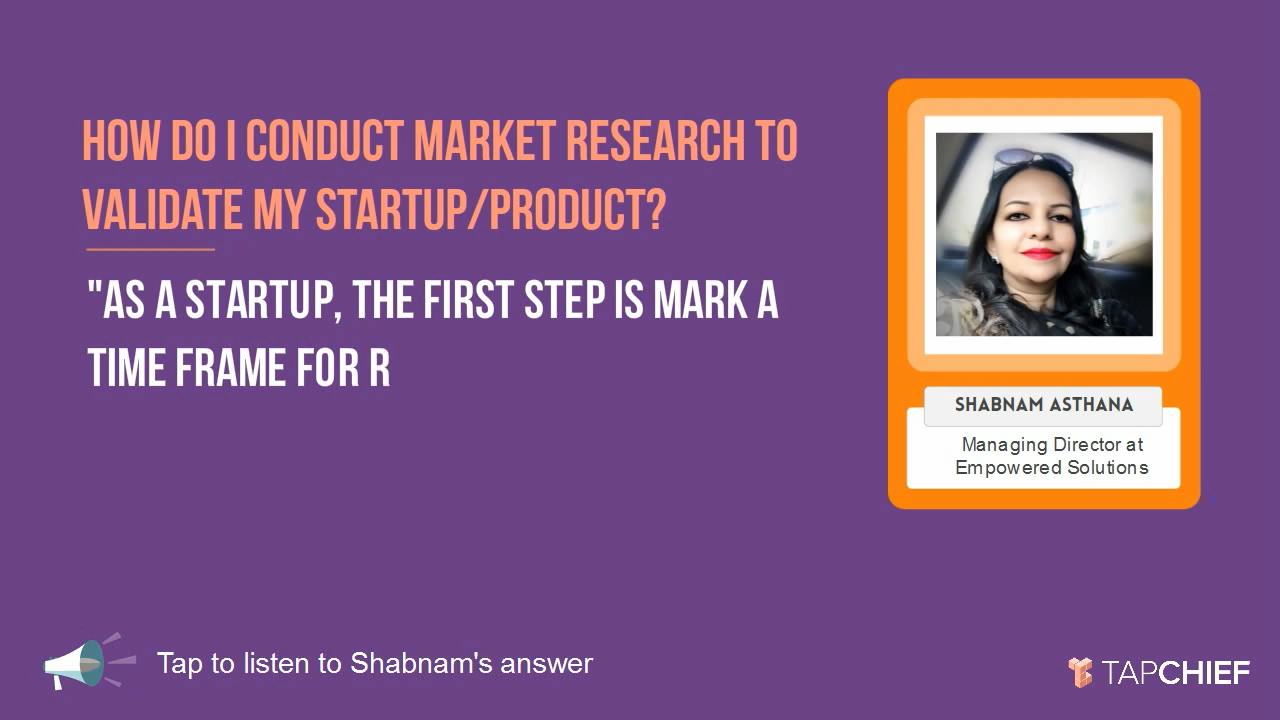 HOW DO I CONDUCT MARKET RESEARCH TO
VALIDATE MY STARTUP/PRODUCT?
"AS A STARTUP, THE FIRST STEP IS MARK A
TIME FRAME FOR R
SHABNAM ASTHANA
Managing Director at
Empowered Solutions
Tap to listen to Shabnam's answer
TAPCHIEF